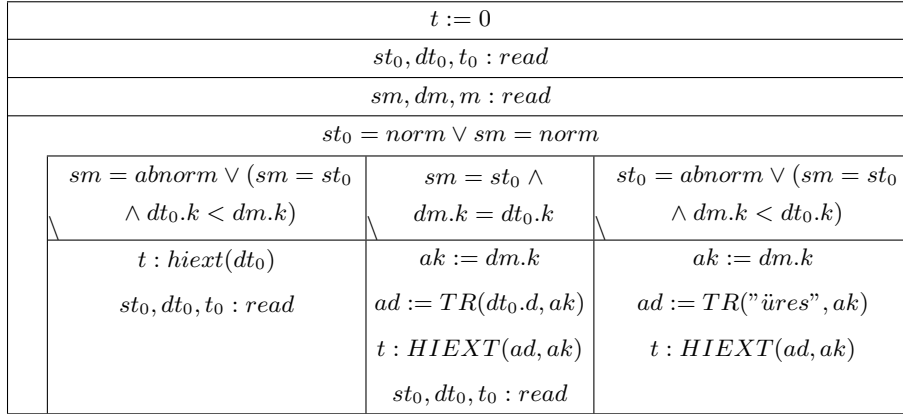 t := 0
st₀, dt₀, t₀ : read
sm, dm, m : read
st₀ = norm ∨ sm = norm
sm = abnorm ∨ (sm = st₀
∧ dt₀.k < dm.k)
sm = st₀ ∧
dm.k = dt₀.k
st₀ = abnorm ∨ (sm = st₀
∧ dm.k < dt₀.k)
t : hiext(dt₀)
st₀, dt₀, t₀ : read
ak := dm.k
ad := TR(dt₀.d, ak)
t : HIEXT(ad, ak)
st₀, dt₀, t₀ : read
ak := dm.k
ad := TR("üres", ak)
t : HIEXT(ad, ak)